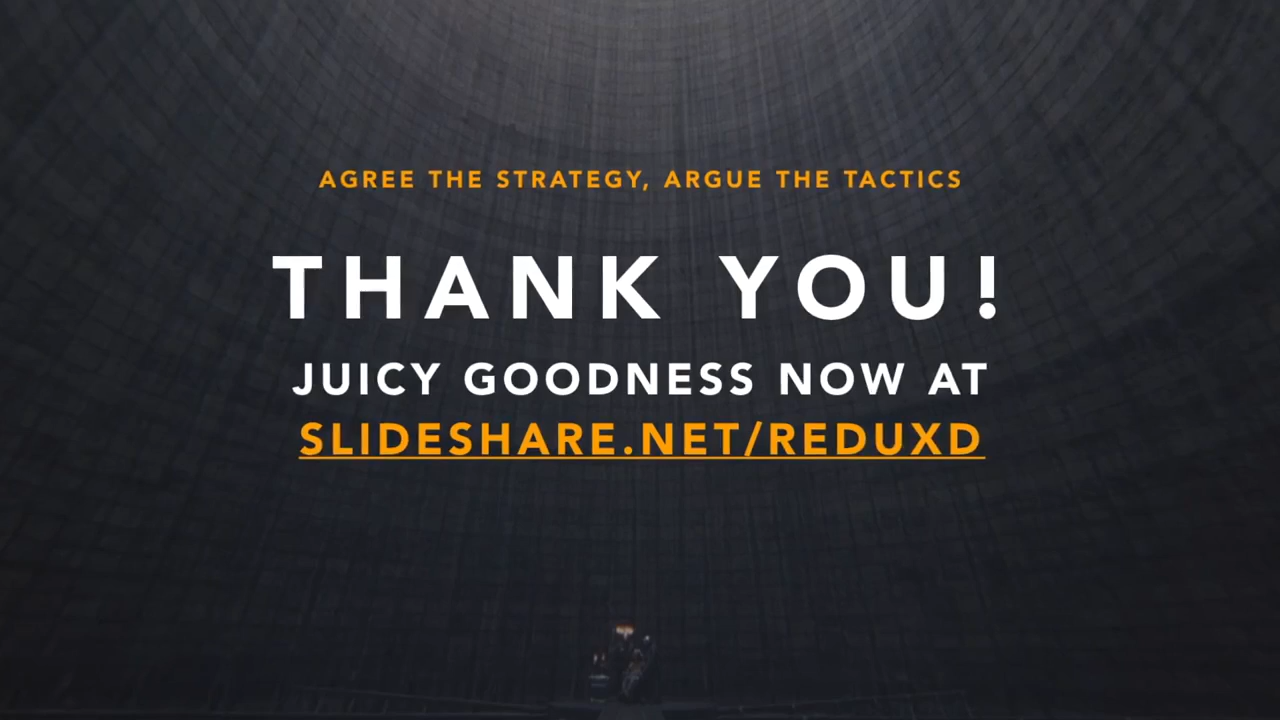 AGREE THE STRATEGY, ARGUE THE TACTICS
THANK YOU!
JUICY GOODNESS NOW AT
SLIDESHARE.NET/REDUXD